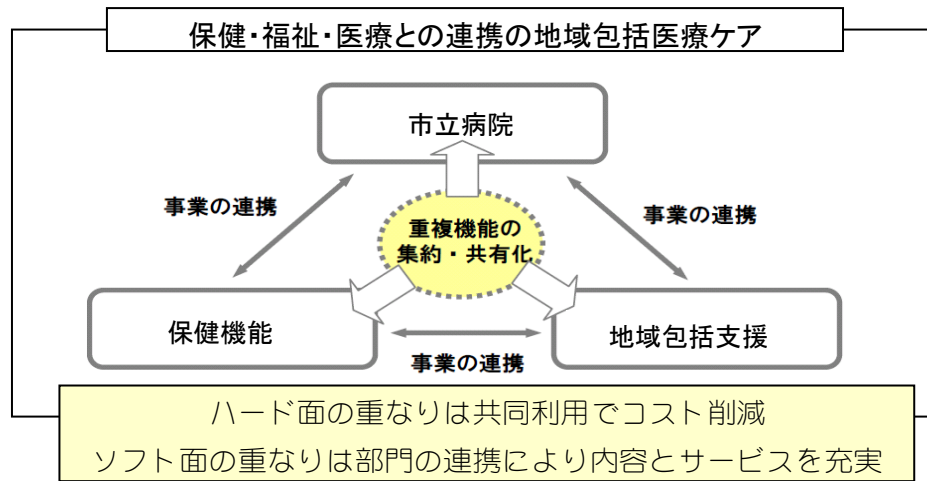 保健・福祉・医療との連携の地域包括医療ケア
市立病院
事業の連携
事業の連携
重複機能の
集約・共有化
保健機能
地域包括支援
事業の連携
ハード面の重なりは共同利用でコスト削減
ソフト面の重なりは部門の連携により内容とサービスを充実